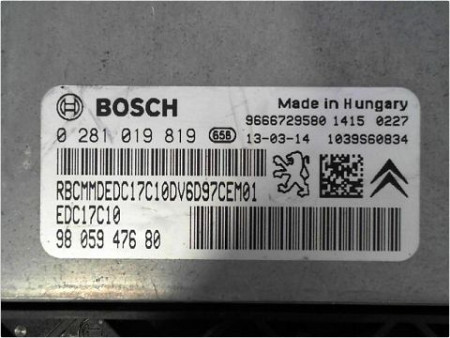 BOSCH
Made in Hungary
9666729580 1415 0227
0 281 019 819 65B 13-03-14 1039S60834
RBCMMDEDC17C10DV6D97CEM01
EDC17C10
98 059 476 80